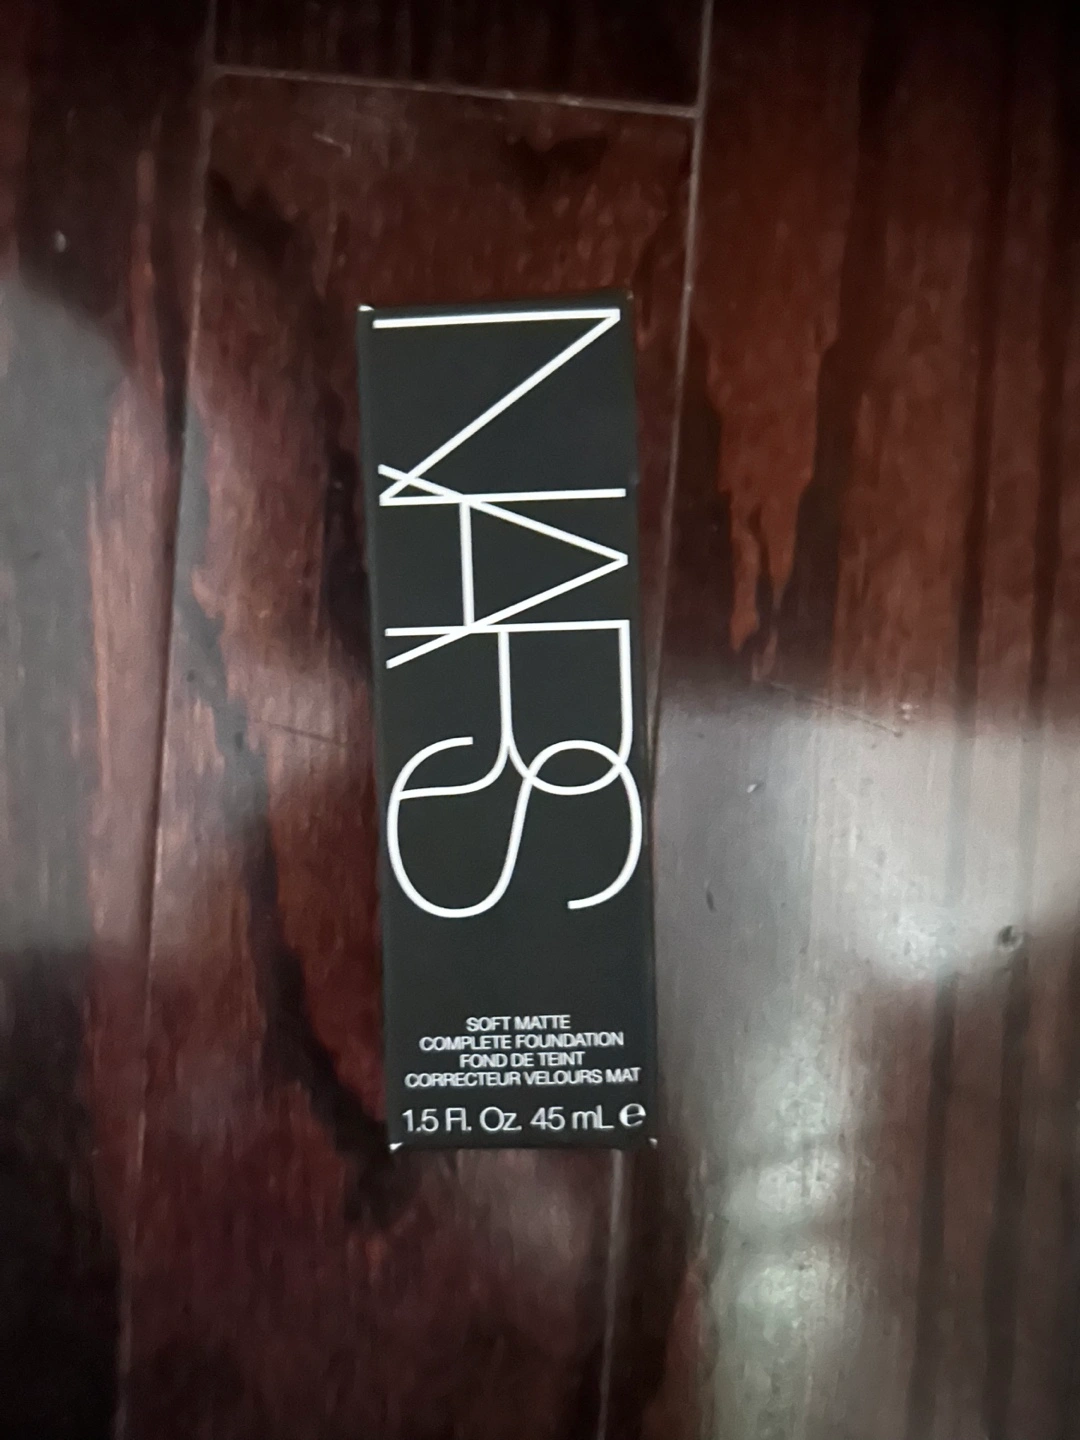 NARS
SOFT MATTE
COMPLETE FOUNDATION
FOND DE TEINT
CORRECTEUR VELOURS MAT
1.5 Fl. Oz. 45 mL ℮